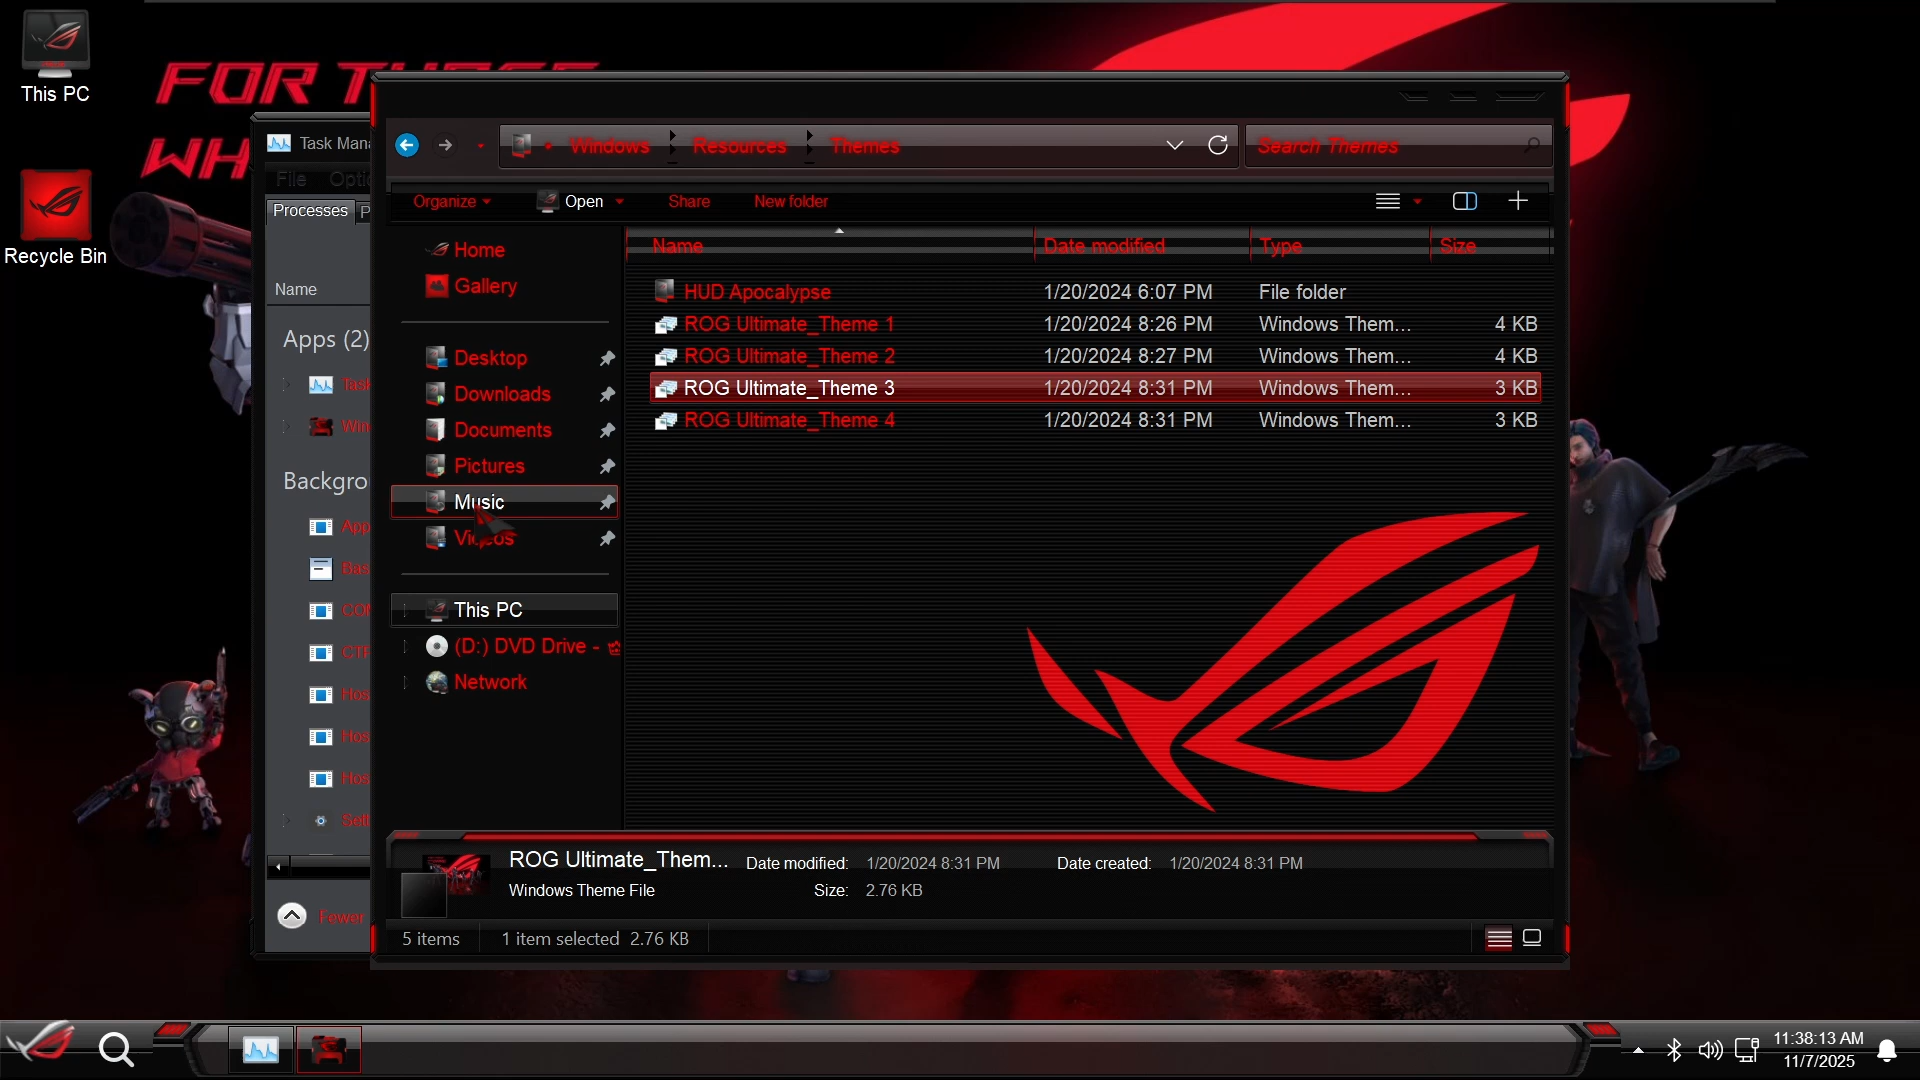 This PC
Recycle Bin
FOR
WH
Task Mana
File
Processes
Name
Apps (2)
Backgro
Windows
Resources
Themes
Search Themes
Organize
Open
Share
New folder
Name
Date modified
Type
Size
HUD Apocalypse 1/20/2024 6:07 PM File folder
ROG Ultimate_Theme 1 1/20/2024 8:26 PM Windows Them... 4 KB
ROG Ultimate_Theme 2 1/20/2024 8:27 PM Windows Them... 4 KB
ROG Ultimate_Theme 3 1/20/2024 8:31 PM Windows Them... 3 KB
ROG Ultimate_Theme 4 1/20/2024 8:31 PM Windows Them... 3 KB
Home
Gallery
Desktop
Downloads
Documents
Pictures
Music
Videos
This PC
(D:) DVD Drive -
Network
Fewer
ROG Ultimate_Them... Date modified: 1/20/2024 8:31 PM Date created: 1/20/2024 8:31 PM
Windows Theme File Size: 2.76 KB
5 items 1 item selected 2.76 KB
11:38:13 AM
11/7/2025